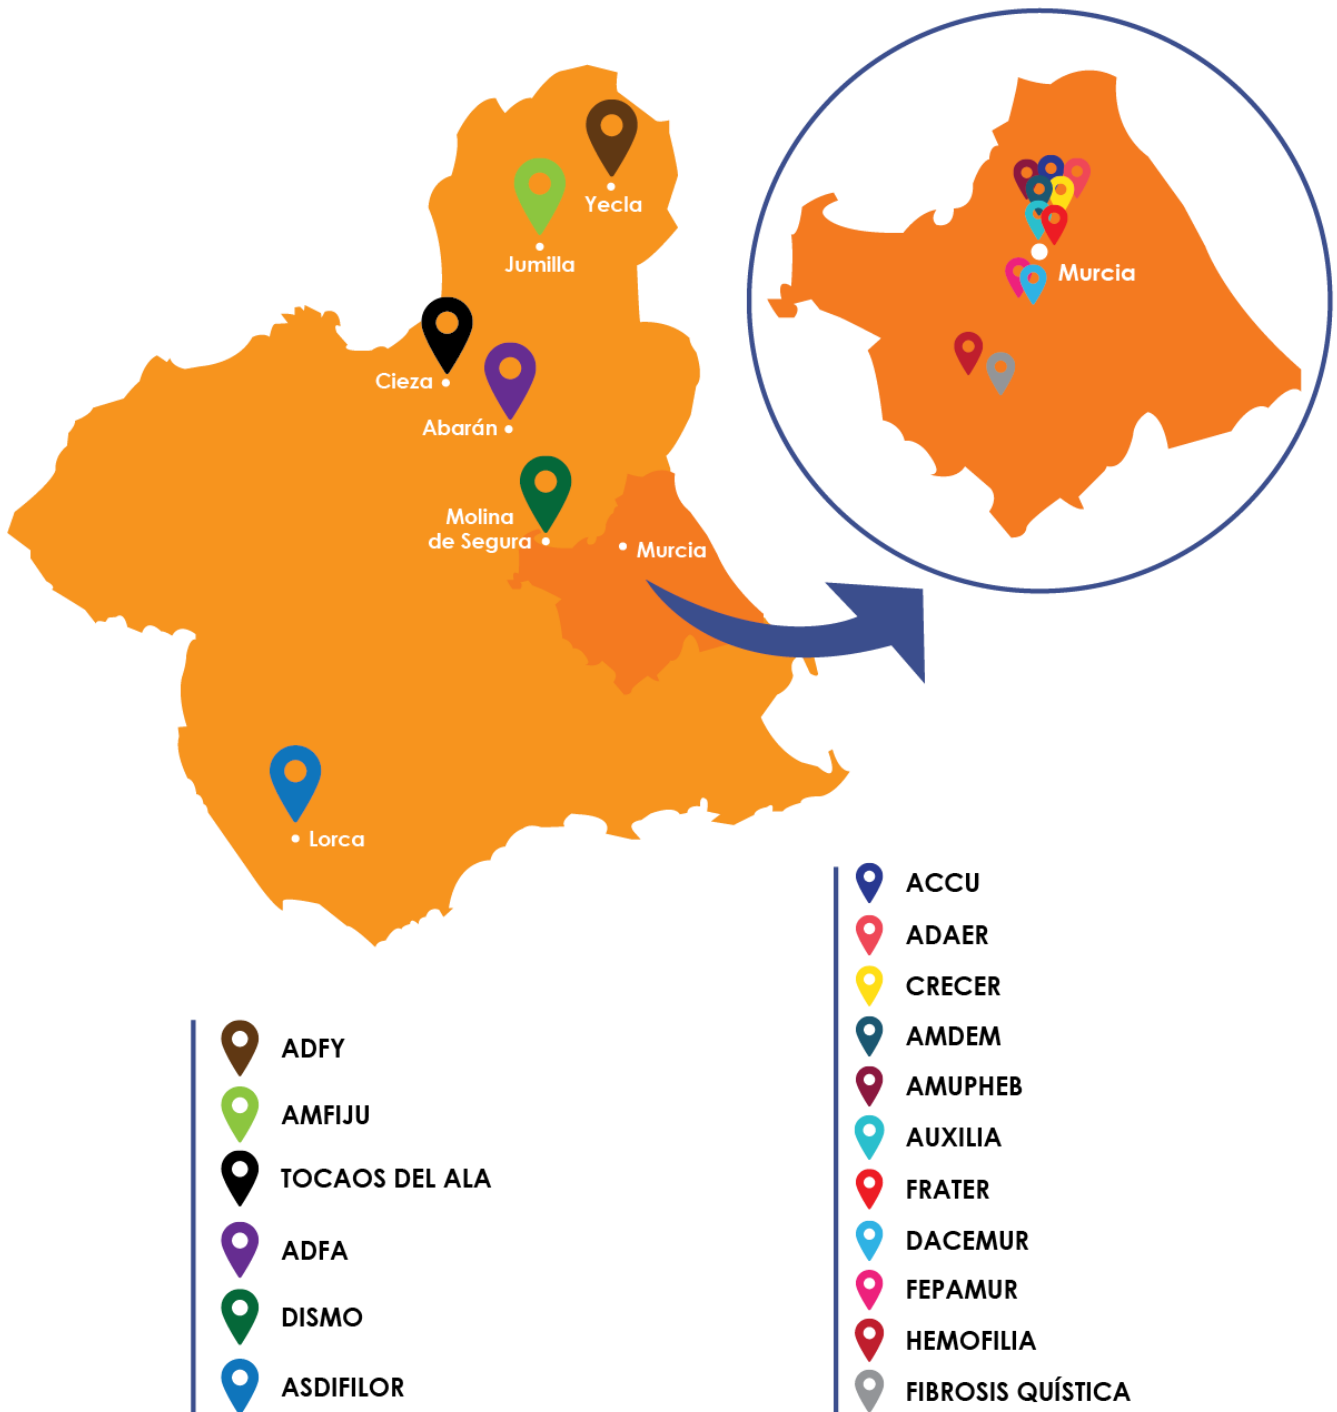 Yecla
Jumilla
Cieza
Abarán
Molina
de Segura
Murcia
Lorca
Murcia
ADFY
AMFIJU
TOCAOS DEL ALA
ADFA
DISMO
ASDIFILOR
ACCU
ADAER
CRECER
AMDEM
AMUPHEB
AUXILIA
FRATER
DACEMUR
FEPAMUR
HEMOFILIA
FIBROSIS QUÍSTICA